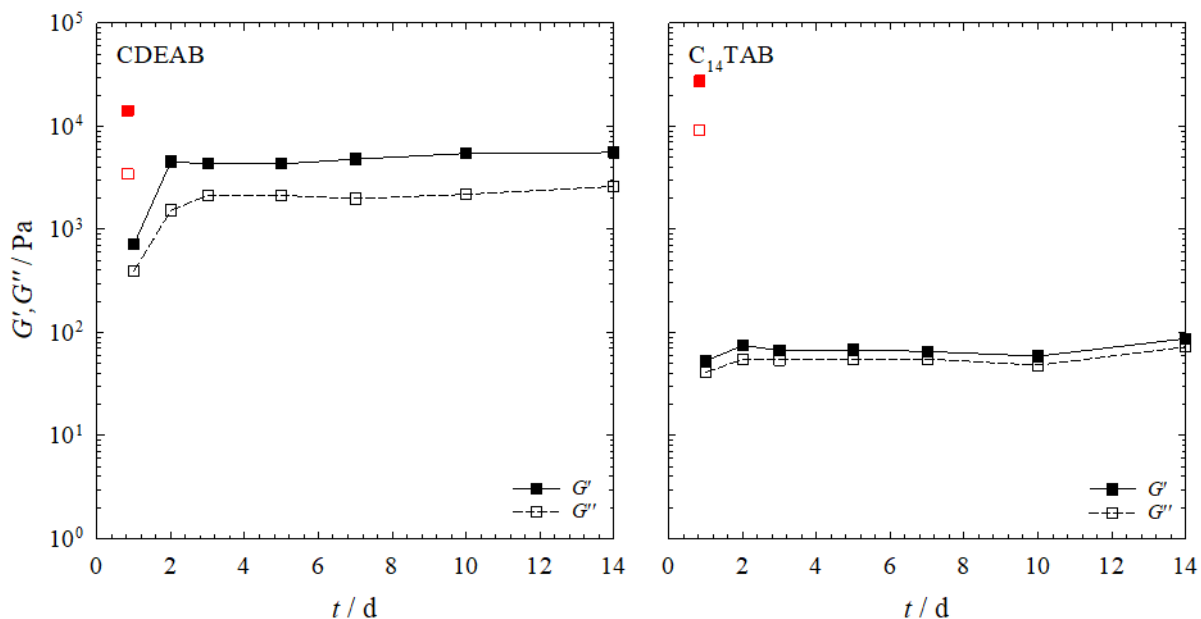 CDEAB
C14TAB
G', G'' / Pa
10^5
10^4
10^3
10^2
10^1
10^0
G'
G''
G'
G''
0 2 4 6 8 10 12 14
0 2 4 6 8 10 12 14
t / d
t / d